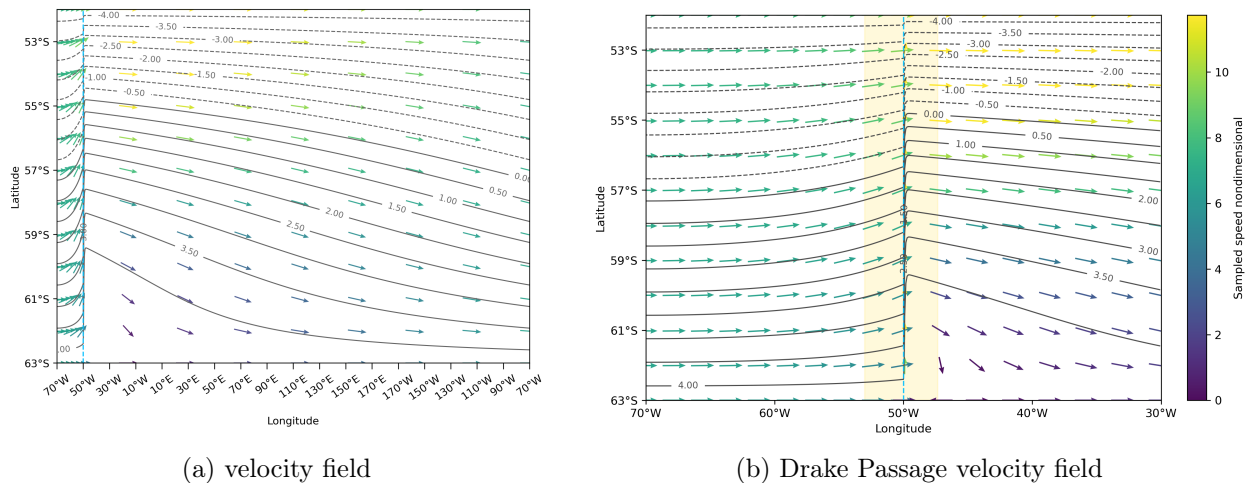 -4.00
-3.50
-3.00
-2.50
-2.00
-1.50
-1.00
-0.50
0.00
0.50
1.00
1.50
2.00
2.50
3.50
53°S
55°S
57°S
59°S
61°S
63°S
Latitude
70°W 50°W 30°W 10°W 10°E 30°E 50°E 70°E 90°E 110°E 130°E 150°E 170°E 170°W 150°W 130°W 110°W 90°W 70°W
Longitude
(a) velocity field
-4.00
-3.50
-3.00
-2.50
-2.00
-1.50
-1.00
-0.50
0.00
0.50
1.00
2.00
3.00
3.50
4.00
53°S
55°S
57°S
59°S
61°S
63°S
Latitude
70°W 60°W 50°W 40°W 30°W
Longitude
10
8
6
4
2
0
Sampled speed nondimensional
(b) Drake Passage velocity field